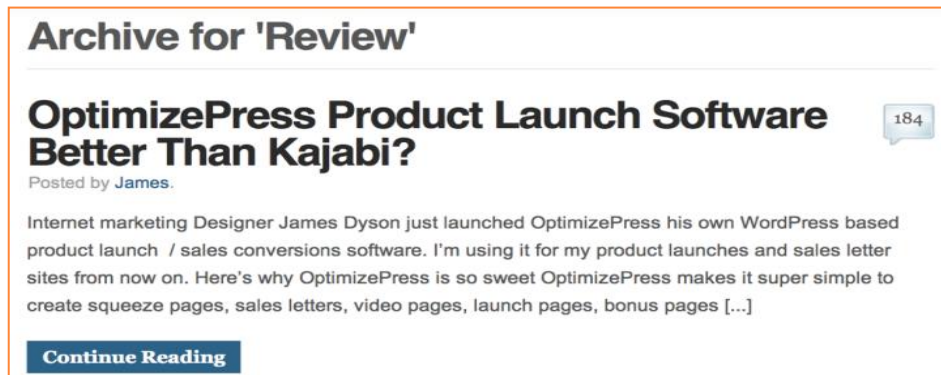 Archive for 'Review'
OptimizePress Product Launch Software
Better Than Kajabi?
184
Posted by James.
Internet marketing Designer James Dyson just launched OptimizePress his own WordPress based
product launch / sales conversions software. I'm using it for my product launches and sales letter
sites from now on. Here's why OptimizePress is so sweet OptimizePress makes it super simple to
create squeeze pages, sales letters, video pages, launch pages, bonus pages [...]
Continue Reading